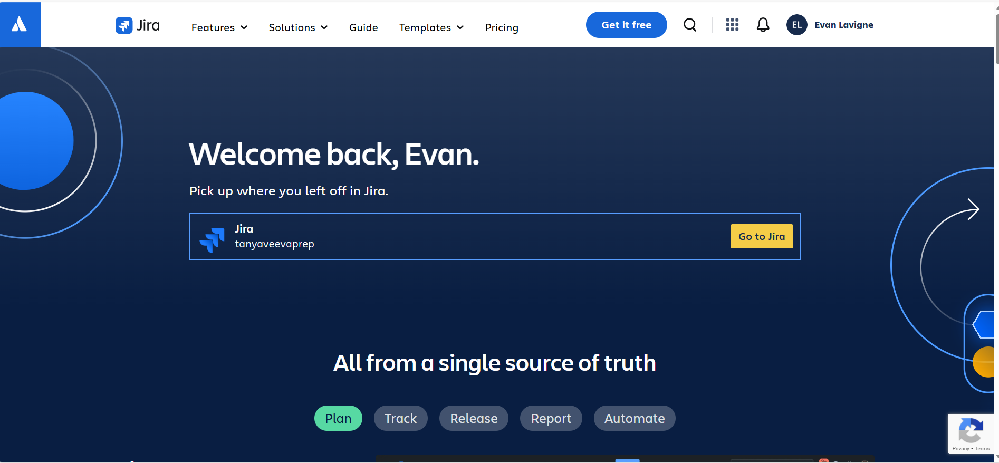 Jira
Features
Solutions
Guide
Templates
Pricing
Get it free
EL
Evan Lavigne
Welcome back, Evan.
Pick up where you left off in Jira.
Jira
tanyaveevaprep
Go to Jira
All from a single source of truth
Plan
Track
Release
Report
Automate
Privacy - Terms
9+